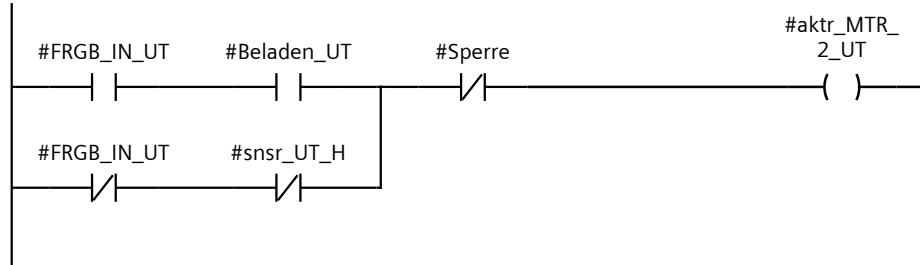 #aktr_MTR_
2_UT
#FRGB_IN_UT #Beladen_UT #Sperre
#FRGB_IN_UT #snsr_UT_H